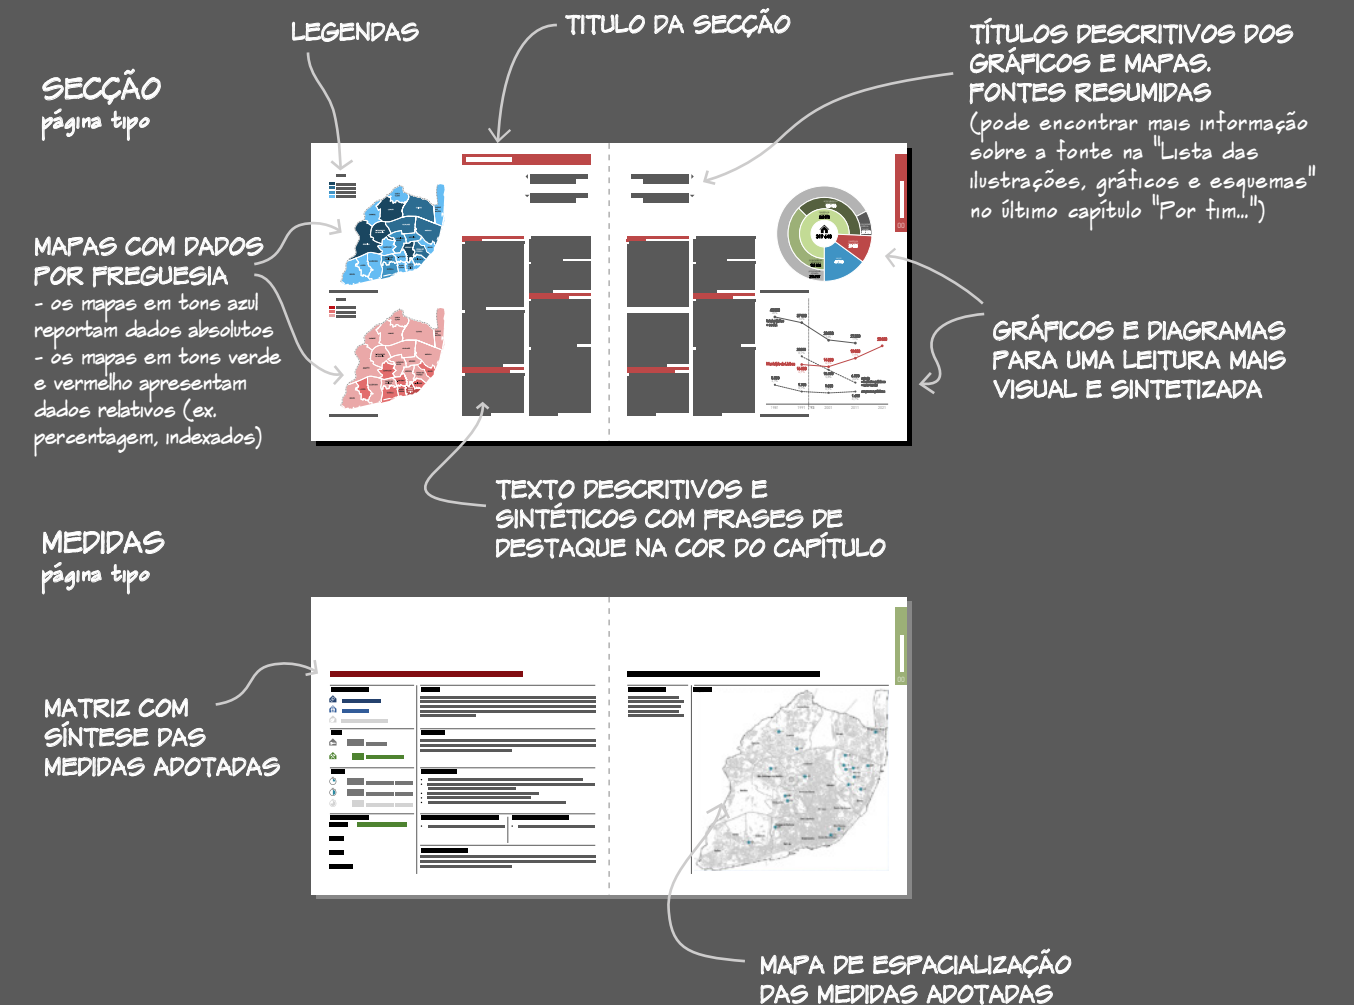 LEGENDAS
TITULO DA SECÇÃO
TÍTULOS DESCRITIVOS DOS
GRÁFICOS E MAPAS.
FONTES RESUMIDAS
(pode encontrar mais informação
sobre a fonte na "Lista das
ilustrações, gráficos e esquemas"
no último capítulo "Por fim...")
SECÇÃO
página tipo
MAPAS COM DADOS
POR FREGUESIA
- os mapas em tons azul
reportam dados absolutos
- os mapas em tons verde
e vermelho apresentam
dados relativos (ex.
percentagem, indexados)
GRÁFICOS E DIAGRAMAS
PARA UMA LEITURA MAIS
VISUAL E SINTETIZADA
TEXTO DESCRITIVOS E
SINTÉTICOS COM FRASES DE
DESTAQUE NA COR DO CAPÍTULO
MEDIDAS
página tipo
MATRIZ COM
SÍNTESE DAS
MEDIDAS ADOTADAS
MAPA DE ESPACIALIZAÇÃO
DAS MEDIDAS ADOTADAS